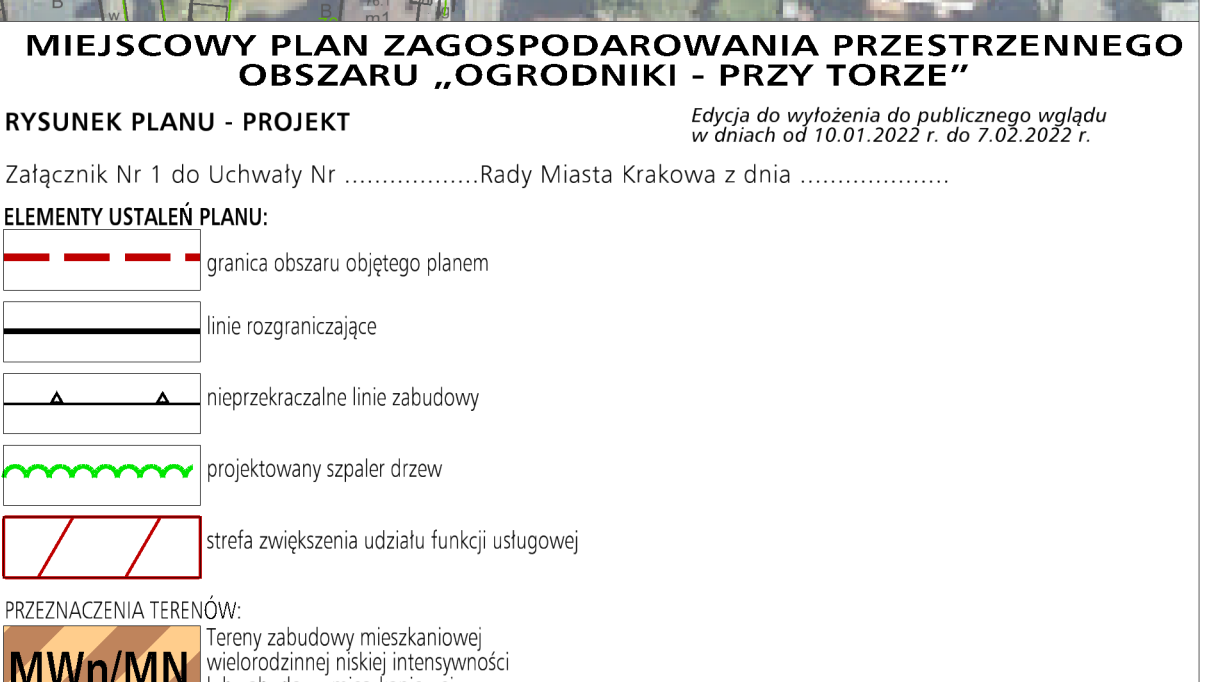 MIEJSCOWY PLAN ZAGOSPODAROWANIA PRZESTRZENNEGO
OBSZARU „OGRODNIKI - PRZY TORZE”
RYSUNEK PLANU - PROJEKT
Edycja do wyłożenia do publicznego wglądu
w dniach od 10.01.2022 r. do 7.02.2022 r.
Załącznik Nr 1 do Uchwały Nr ..................Rady Miasta Krakowa z dnia ....................
ELEMENTY USTALEŃ PLANU:
granica obszaru objętego planem
linie rozgraniczające
nieprzekraczalne linie zabudowy
projektowany szpaler drzew
strefa zwiększenia udziału funkcji usługowej
PRZEZNACZENIA TERENÓW:
MWn/MN
Tereny zabudowy mieszkaniowej
wielorodzinnej niskiej intensywności